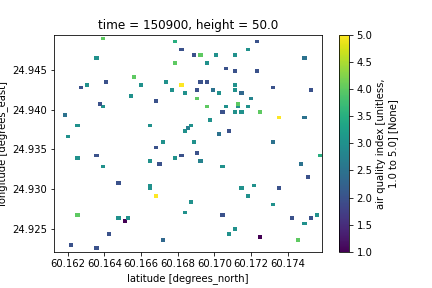 time = 150900, height = 50.0
longitude [degrees_east]
24.945
24.940
24.935
24.930
24.925
60.162 60.164 60.166 60.168 60.170 60.172 60.174
latitude [degrees_north]
5.0
4.5
4.0
3.5
3.0
2.5
2.0
1.5
1.0
air quality index [unitless,
1.0 to 5.0] [None]